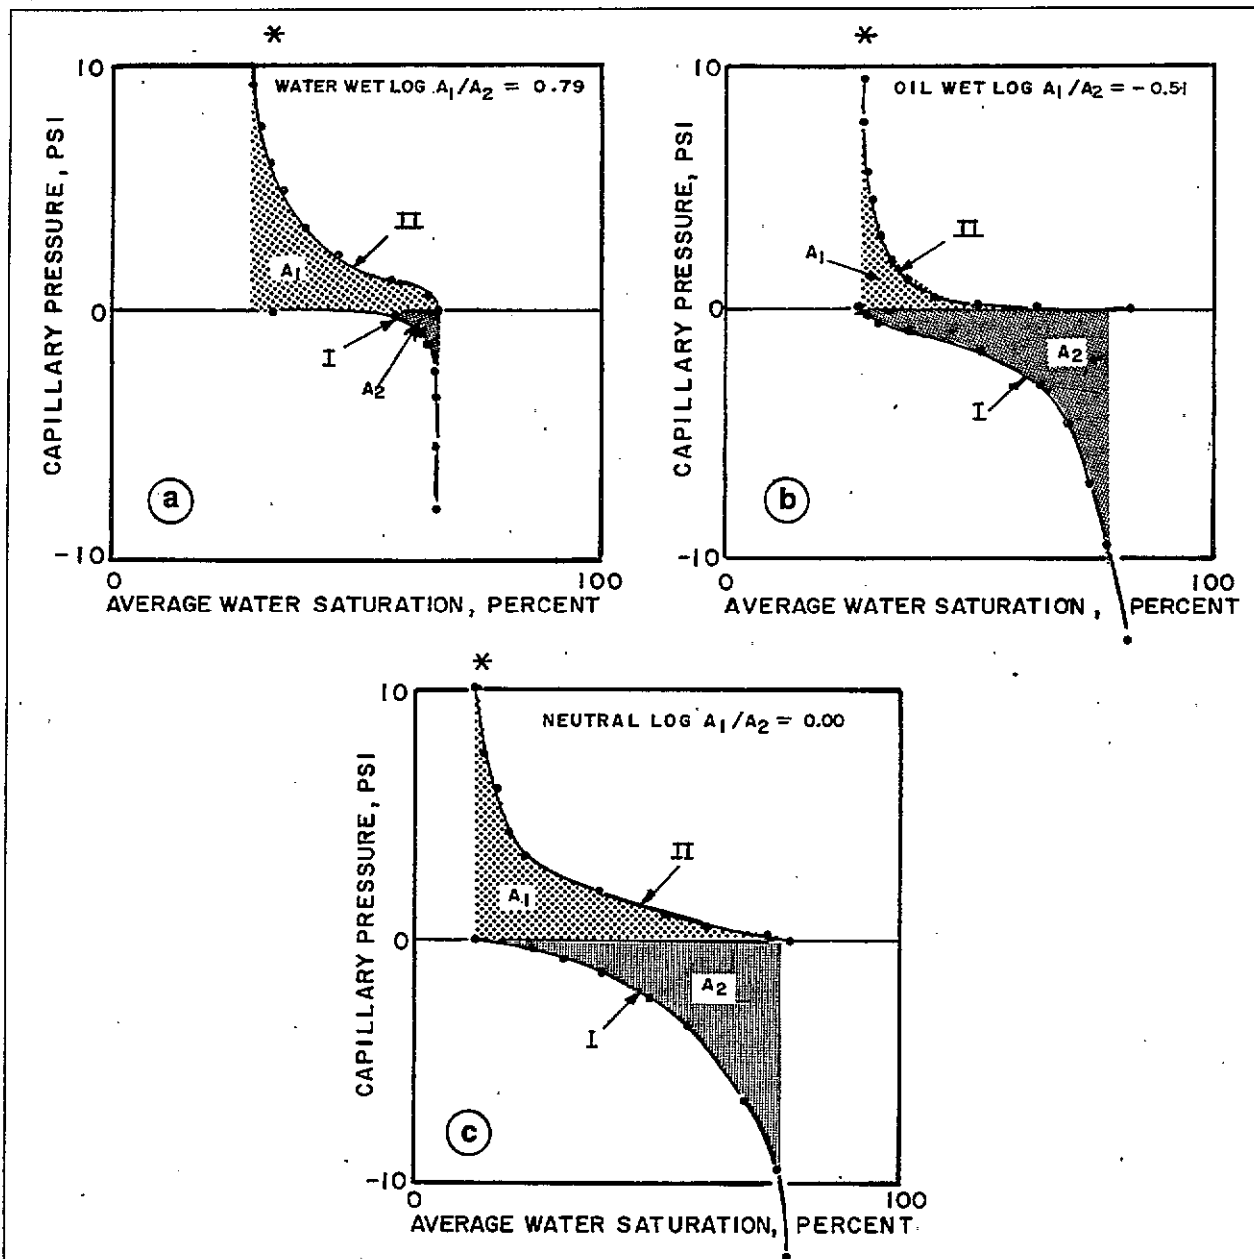 *
10
WATER WET LOG A1/A2 = 0.79
CAPILLARY PRESSURE, PSI
II
A1
0
I
A2
a
-10
0
100
AVERAGE WATER SATURATION, PERCENT
*
10
OIL WET LOG A1/A2 = -0.51
CAPILLARY PRESSURE, PSI
II
A1
0
A2
I
b
-10
0
100
AVERAGE WATER SATURATION, PERCENT
*
10
NEUTRAL LOG A1/A2 = 0.00
CAPILLARY PRESSURE, PSI
II
A1
0
A2
I
c
-10
0
100
AVERAGE WATER SATURATION, PERCENT